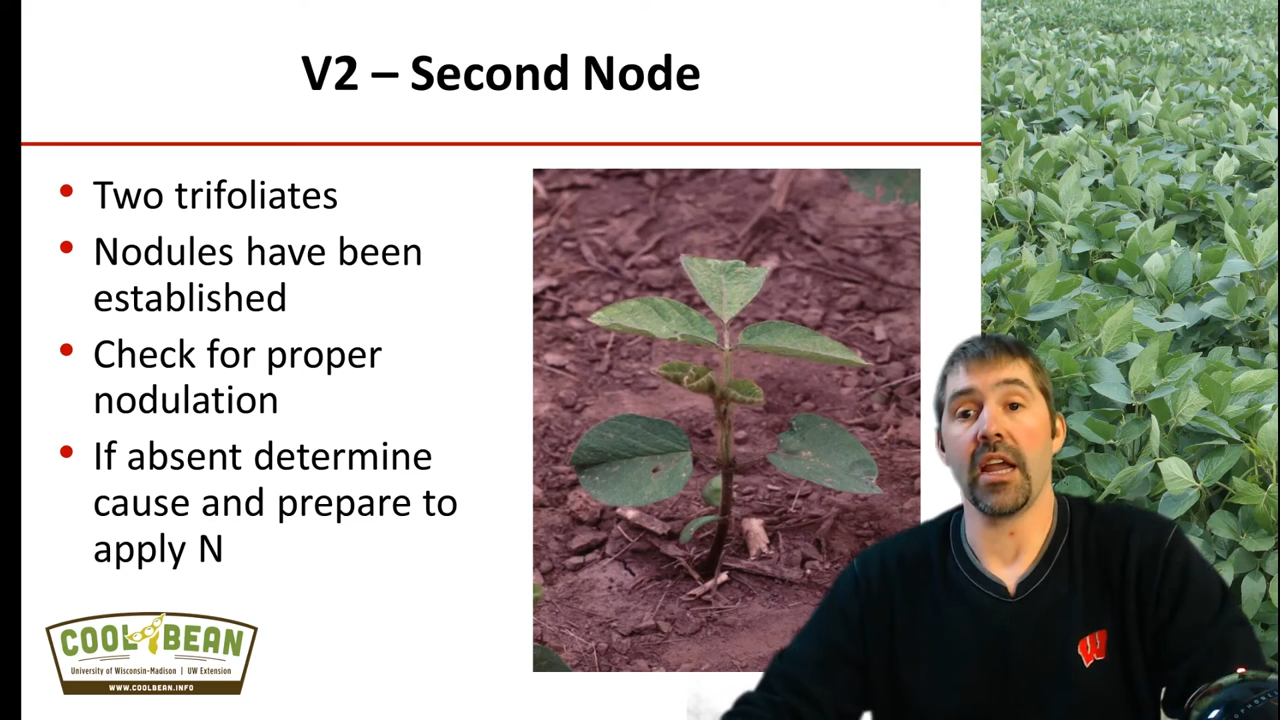 V2 – Second Node
• Two trifoliates
• Nodules have been
established
• Check for proper
nodulation
• If absent determine
cause and prepare to
apply N
COOL BEAN
University of Wisconsin-Madison | UW Extension
WWW.COOLBEAN.INFO
W